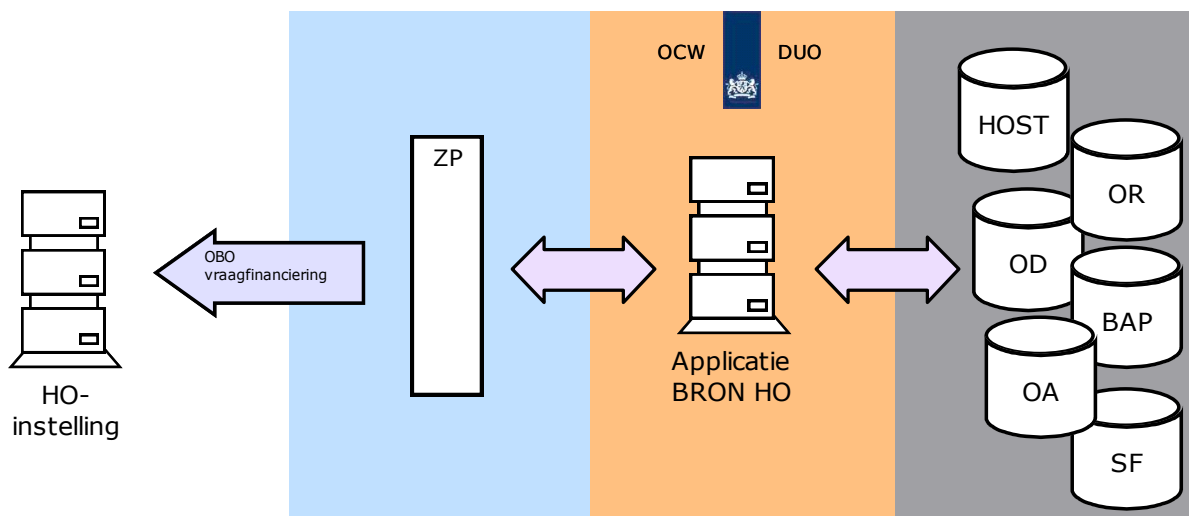 OCW
DUO
HOST
ZP
OR
OBO
vraagfinanciering
OD
BAP
Applicatie
BRON HO
HO-
instelling
OA
SF